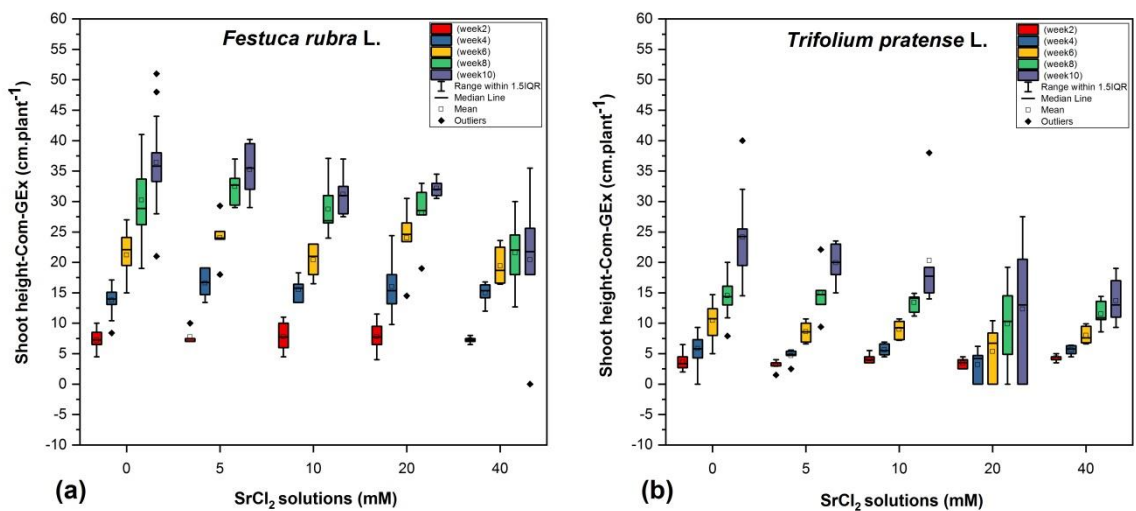 Festuca rubra L.
(week2)
(week4)
(week6)
(week8)
(week10)
Range within 1.5IQR
Median Line
Mean
Outliers
Shoot height-Com-GEx (cm.plant⁻¹)
60
55
50
45
40
35
30
25
20
15
10
5
0
-5
-10
0 5 10 20 40
(a)
SrCl₂ solutions (mM)
Trifolium pratense L.
(week2)
(week4)
(week6)
(week8)
(week10)
Range within 1.5IQR
Median Line
Mean
Outliers
Shoot height-Com-GEx (cm.plant⁻¹)
60
55
50
45
40
35
30
25
20
15
10
5
0
-5
-10
0 5 10 20 40
(b)
SrCl₂ solutions (mM)